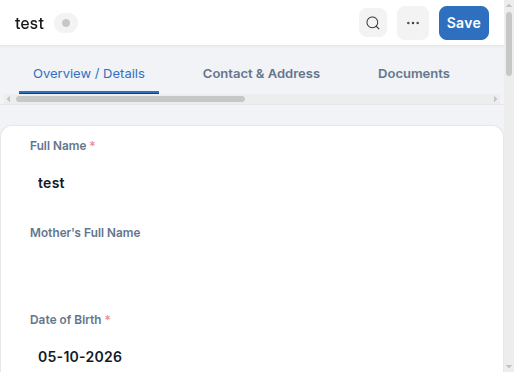 test
Save
Overview / Details
Contact & Address
Documents
Full Name *
test
Mother's Full Name
Date of Birth *
05-10-2026